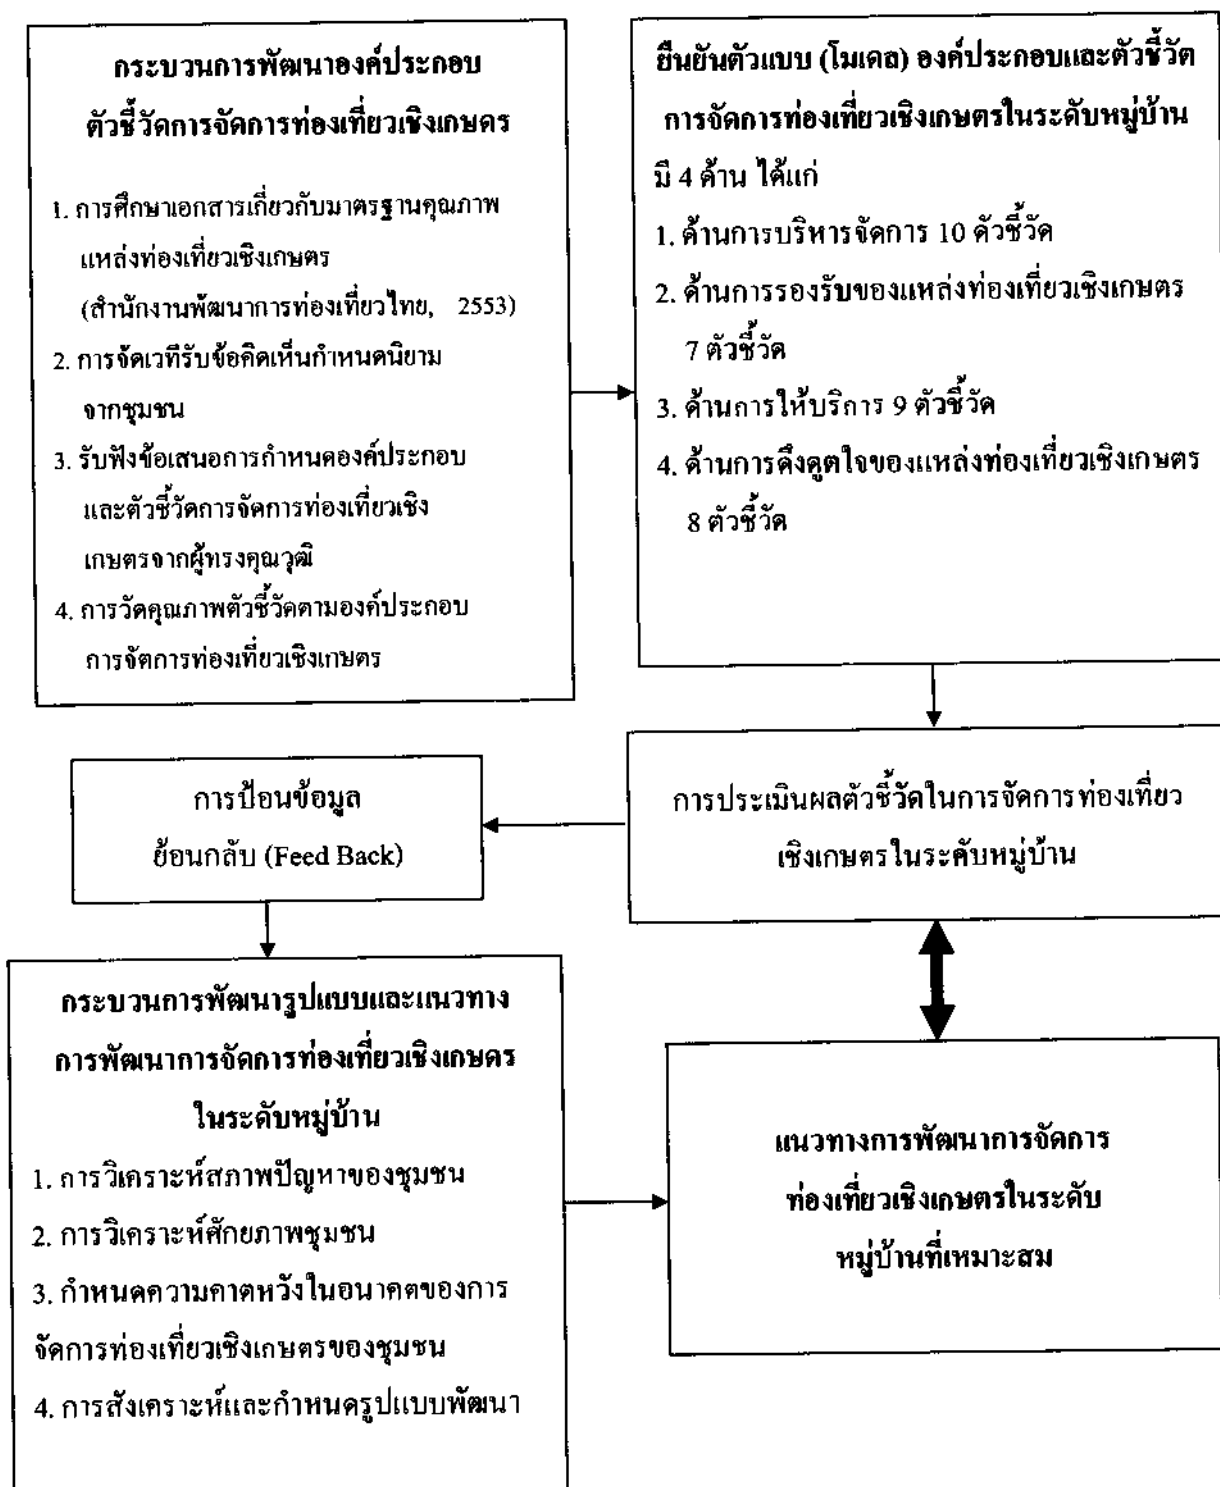 กระบวนการพัฒนาองค์ประกอบ
ตัวชี้วัดการจัดการท่องเที่ยวเชิงเกษตร
1. การศึกษาเอกสารเกี่ยวกับมาตรฐานคุณภาพ
แหล่งท่องเที่ยวเชิงเกษตร
(สำนักงานพัฒนาการท่องเที่ยวไทย, 2553)
2. การจัดเวทีรับข้อคิดเห็นกำหนดนิยาม
จากชุมชน
3. รับฟังข้อเสนอการกำหนดองค์ประกอบ
และตัวชี้วัดการจัดการท่องเที่ยวเชิง
เกษตรจากผู้ทรงคุณวุฒิ
4. การวัดคุณภาพตัวชี้วัดตามองค์ประกอบ
การจัดการท่องเที่ยวเชิงเกษตร
ยืนยันตัวแบบ (โมเดล) องค์ประกอบและตัวชี้วัด
การจัดการท่องเที่ยวเชิงเกษตรในระดับหมู่บ้าน
มี 4 ด้าน ได้แก่
1. ด้านการบริหารจัดการ 10 ตัวชี้วัด
2. ด้านการรองรับของแหล่งท่องเที่ยวเชิงเกษตร
7 ตัวชี้วัด
3. ด้านการให้บริการ 9 ตัวชี้วัด
4. ด้านการดึงดูดใจของแหล่งท่องเที่ยวเชิงเกษตร
8 ตัวชี้วัด
การประเมินผลตัวชี้วัดในการจัดการท่องเที่ยว
เชิงเกษตรในระดับหมู่บ้าน
การป้อนข้อมูล
ย้อนกลับ (Feed Back)
กระบวนการพัฒนารูปแบบและแนวทาง
การพัฒนาการจัดการท่องเที่ยวเชิงเกษตร
ในระดับหมู่บ้าน
1. การวิเคราะห์สภาพปัญหาของชุมชน
2. การวิเคราะห์ศักยภาพชุมชน
3. กำหนดความคาดหวังในอนาคตของการ
จัดการท่องเที่ยวเชิงเกษตรของชุมชน
4. การสังเคราะห์และกำหนดรูปแบบพัฒนา
แนวทางการพัฒนาการจัดการ
ท่องเที่ยวเชิงเกษตรในระดับ
หมู่บ้านที่เหมาะสม